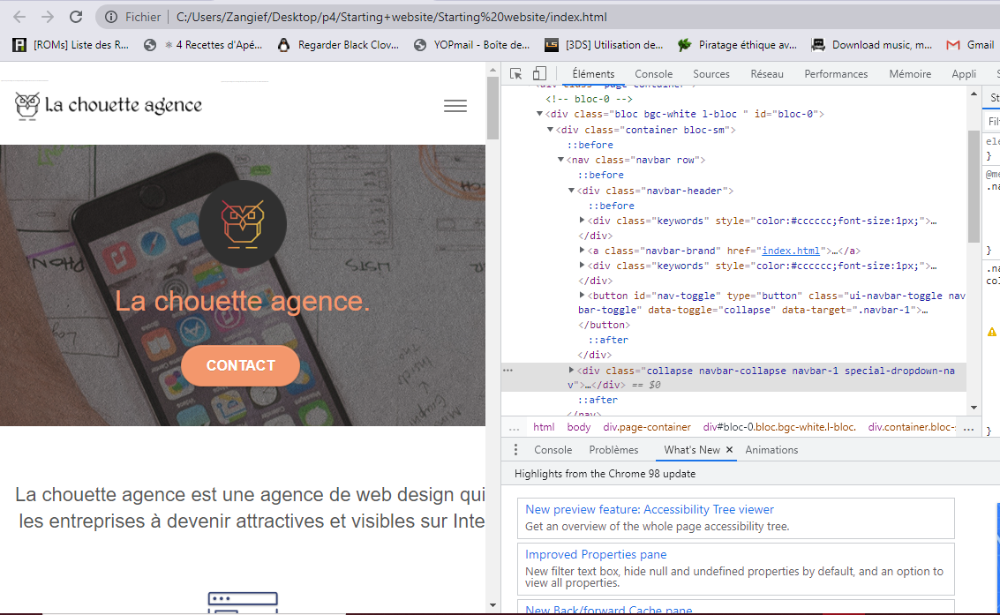 Fichier | C:/Users/Zangief/Desktop/p4/Starting+website/Starting%20website/index.html
[ROMs] Liste des R... ⚛ 4 Recettes d'Apé... Regarder Black Clov... YOPmail - Boîte de... [3DS] Utilisation de... Piratage éthique av... Download music, m... Gmail
La chouette agence
La chouette agence.
CONTACT
La chouette agence est une agence de web design qui
les entreprises à devenir attractives et visibles sur Inte
Éléments Console Sources Réseau Performances Mémoire Appli
<!-- bloc-0 -->
<div class="bloc bgc-white l-bloc " id="bloc-0">
<div class="container bloc-sm">
::before
<nav class="navbar row">
::before
<div class="navbar-header">
::before
<div class="keywords" style="color:#cccccc;font-size:1px;">…
</div>
<a class="navbar-brand" href="index.html">…</a>
<div class="keywords" style="color:#cccccc;font-size:1px;">…
</div>
<button id="nav-toggle" type="button" class="ui-navbar-toggle nav
bar-toggle" data-toggle="collapse" data-target=".navbar-1">…
</button>
::after
</div>
<div class="collapse navbar-collapse navbar-1 special-dropdown-na
v">…</div> == $0
::after
</nav>
St
Fil
ele
}
@me
.na
}
.na
col
}
... html body div.page-container div#bloc-0.bloc.bgc-white.l-bloc. div.container.bloc- ...
Console Problèmes What's New × Animations
Highlights from the Chrome 98 update
New preview feature: Accessibility Tree viewer
Get an overview of the whole page accessibility tree.
Improved Properties pane
New filter text box, hide null and undefined properties by default, and an option to
view all properties.
New Back/forward Cache pane